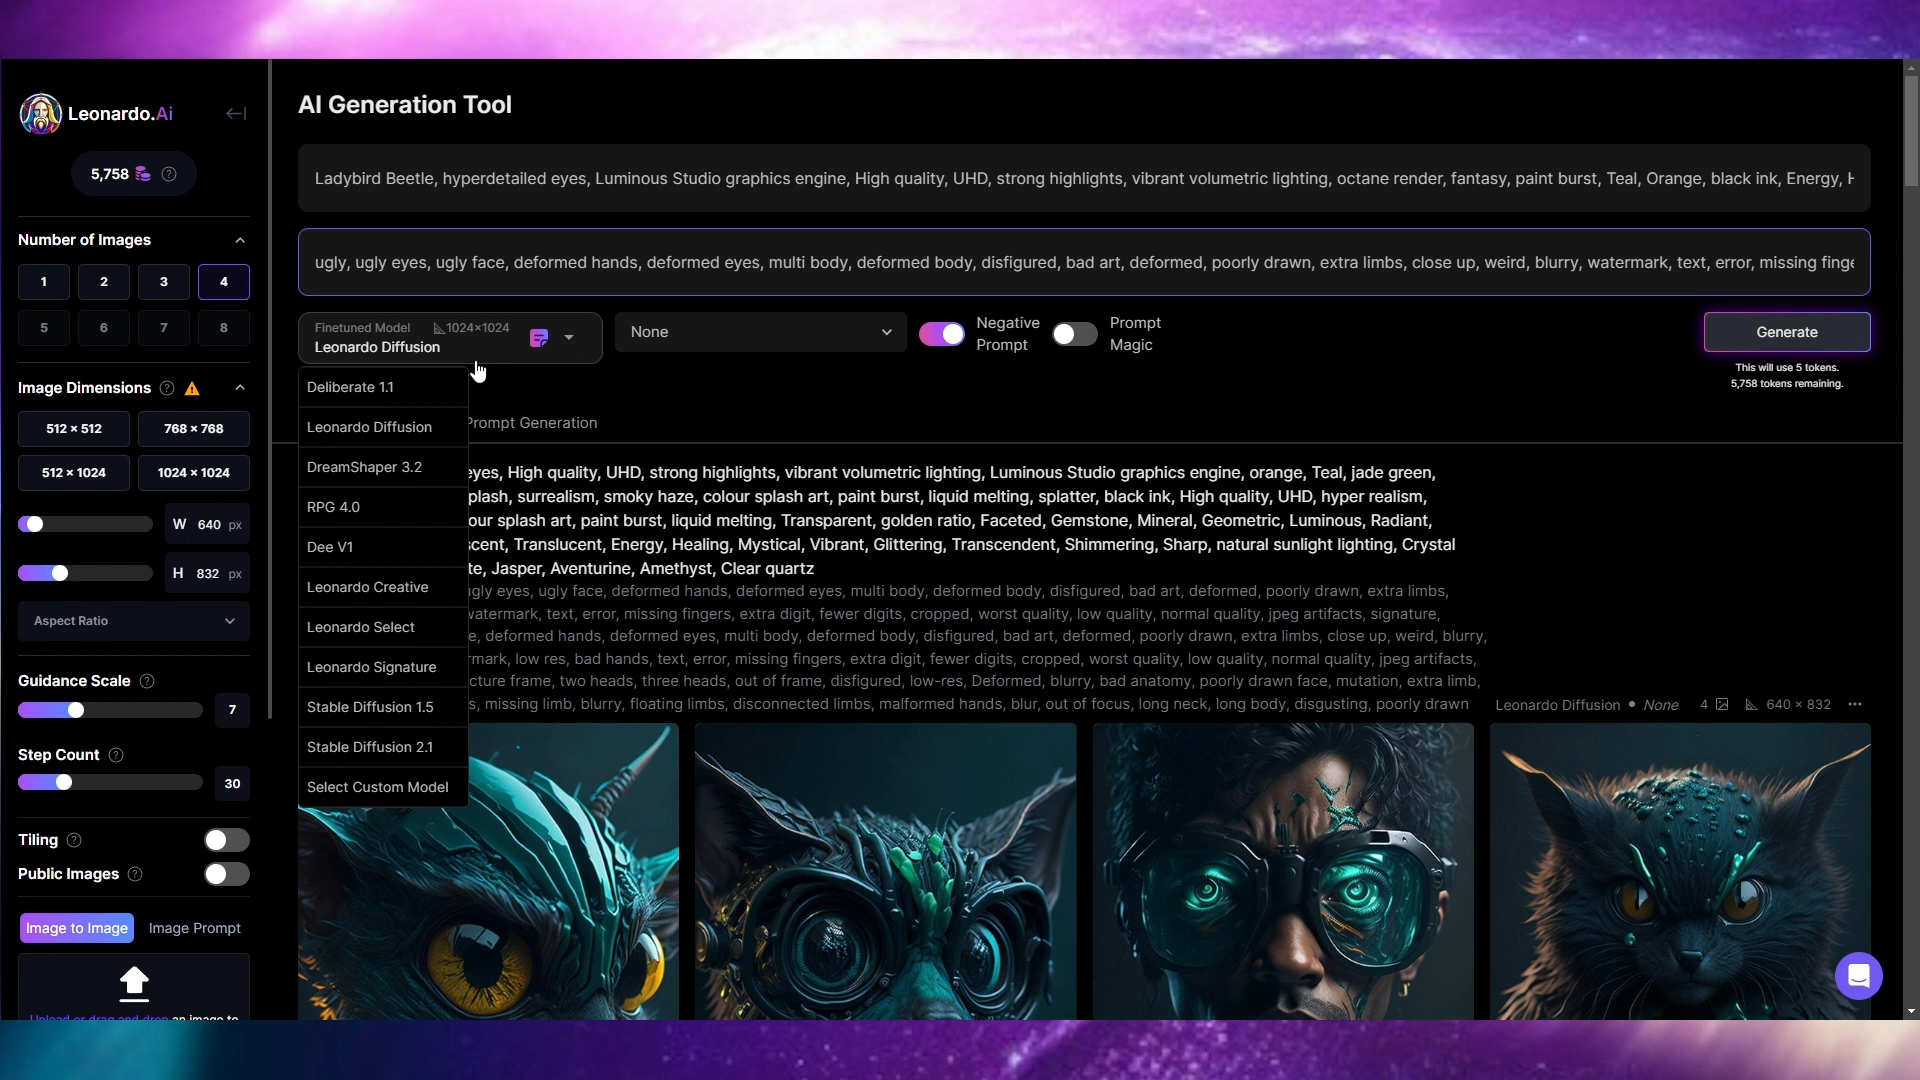 Leonardo.Ai
5,758
Number of Images
1 2 3 4
5 6 7 8
Image Dimensions
512 × 512 768 × 768
512 × 1024 1024 × 1024
W 640 px
H 832 px
Aspect Ratio
Guidance Scale
7
Step Count
30
Tiling
Public Images
Image to Image Image Prompt
Upload or drag and drop an image to
AI Generation Tool
Ladybird Beetle, hyperdetailed eyes, Luminous Studio graphics engine, High quality, UHD, strong highlights, vibrant volumetric lighting, octane render, fantasy, paint burst, Teal, Orange, black ink, Energy, H
ugly, ugly eyes, ugly face, deformed hands, deformed eyes, multi body, deformed body, disfigured, bad art, deformed, poorly drawn, extra limbs, close up, weird, blurry, watermark, text, error, missing finge
Finetuned Model 1024×1024
Leonardo Diffusion
None
Negative
Prompt
Prompt
Magic
Generate
This will use 5 tokens.
5,758 tokens remaining.
Deliberate 1.1
Leonardo Diffusion
DreamShaper 3.2
RPG 4.0
Dee V1
Leonardo Creative
Leonardo Select
Leonardo Signature
Stable Diffusion 1.5
Stable Diffusion 2.1
Select Custom Model
Prompt Generation
eyes, High quality, UHD, strong highlights, vibrant volumetric lighting, Luminous Studio graphics engine, orange, Teal, jade green,
plash, surrealism, smoky haze, colour splash art, paint burst, liquid melting, splatter, black ink, High quality, UHD, hyper realism,
our splash art, paint burst, liquid melting, Transparent, golden ratio, Faceted, Gemstone, Mineral, Geometric, Luminous, Radiant,
scent, Translucent, Energy, Healing, Mystical, Vibrant, Glittering, Transcendent, Shimmering, Sharp, natural sunlight lighting, Crystal
te, Jasper, Aventurine, Amethyst, Clear quartz
ugly eyes, ugly face, deformed hands, deformed eyes, multi body, deformed body, disfigured, bad art, deformed, poorly drawn, extra limbs,
watermark, text, error, missing fingers, extra digit, fewer digits, cropped, worst quality, low quality, normal quality, jpeg artifacts, signature,
e, deformed hands, deformed eyes, multi body, deformed body, disfigured, bad art, deformed, poorly drawn, extra limbs, close up, weird, blurry,
rmark, low res, bad hands, text, error, missing fingers, extra digit, fewer digits, cropped, worst quality, low quality, normal quality, jpeg artifacts,
cture frame, two heads, three heads, out of frame, disfigured, low-res, Deformed, blurry, bad anatomy, poorly drawn face, mutation, extra limb,
s, missing limb, blurry, floating limbs, disconnected limbs, malformed hands, blur, out of focus, long neck, long body, disgusting, poorly drawn
Leonardo Diffusion • None 4 640 × 832